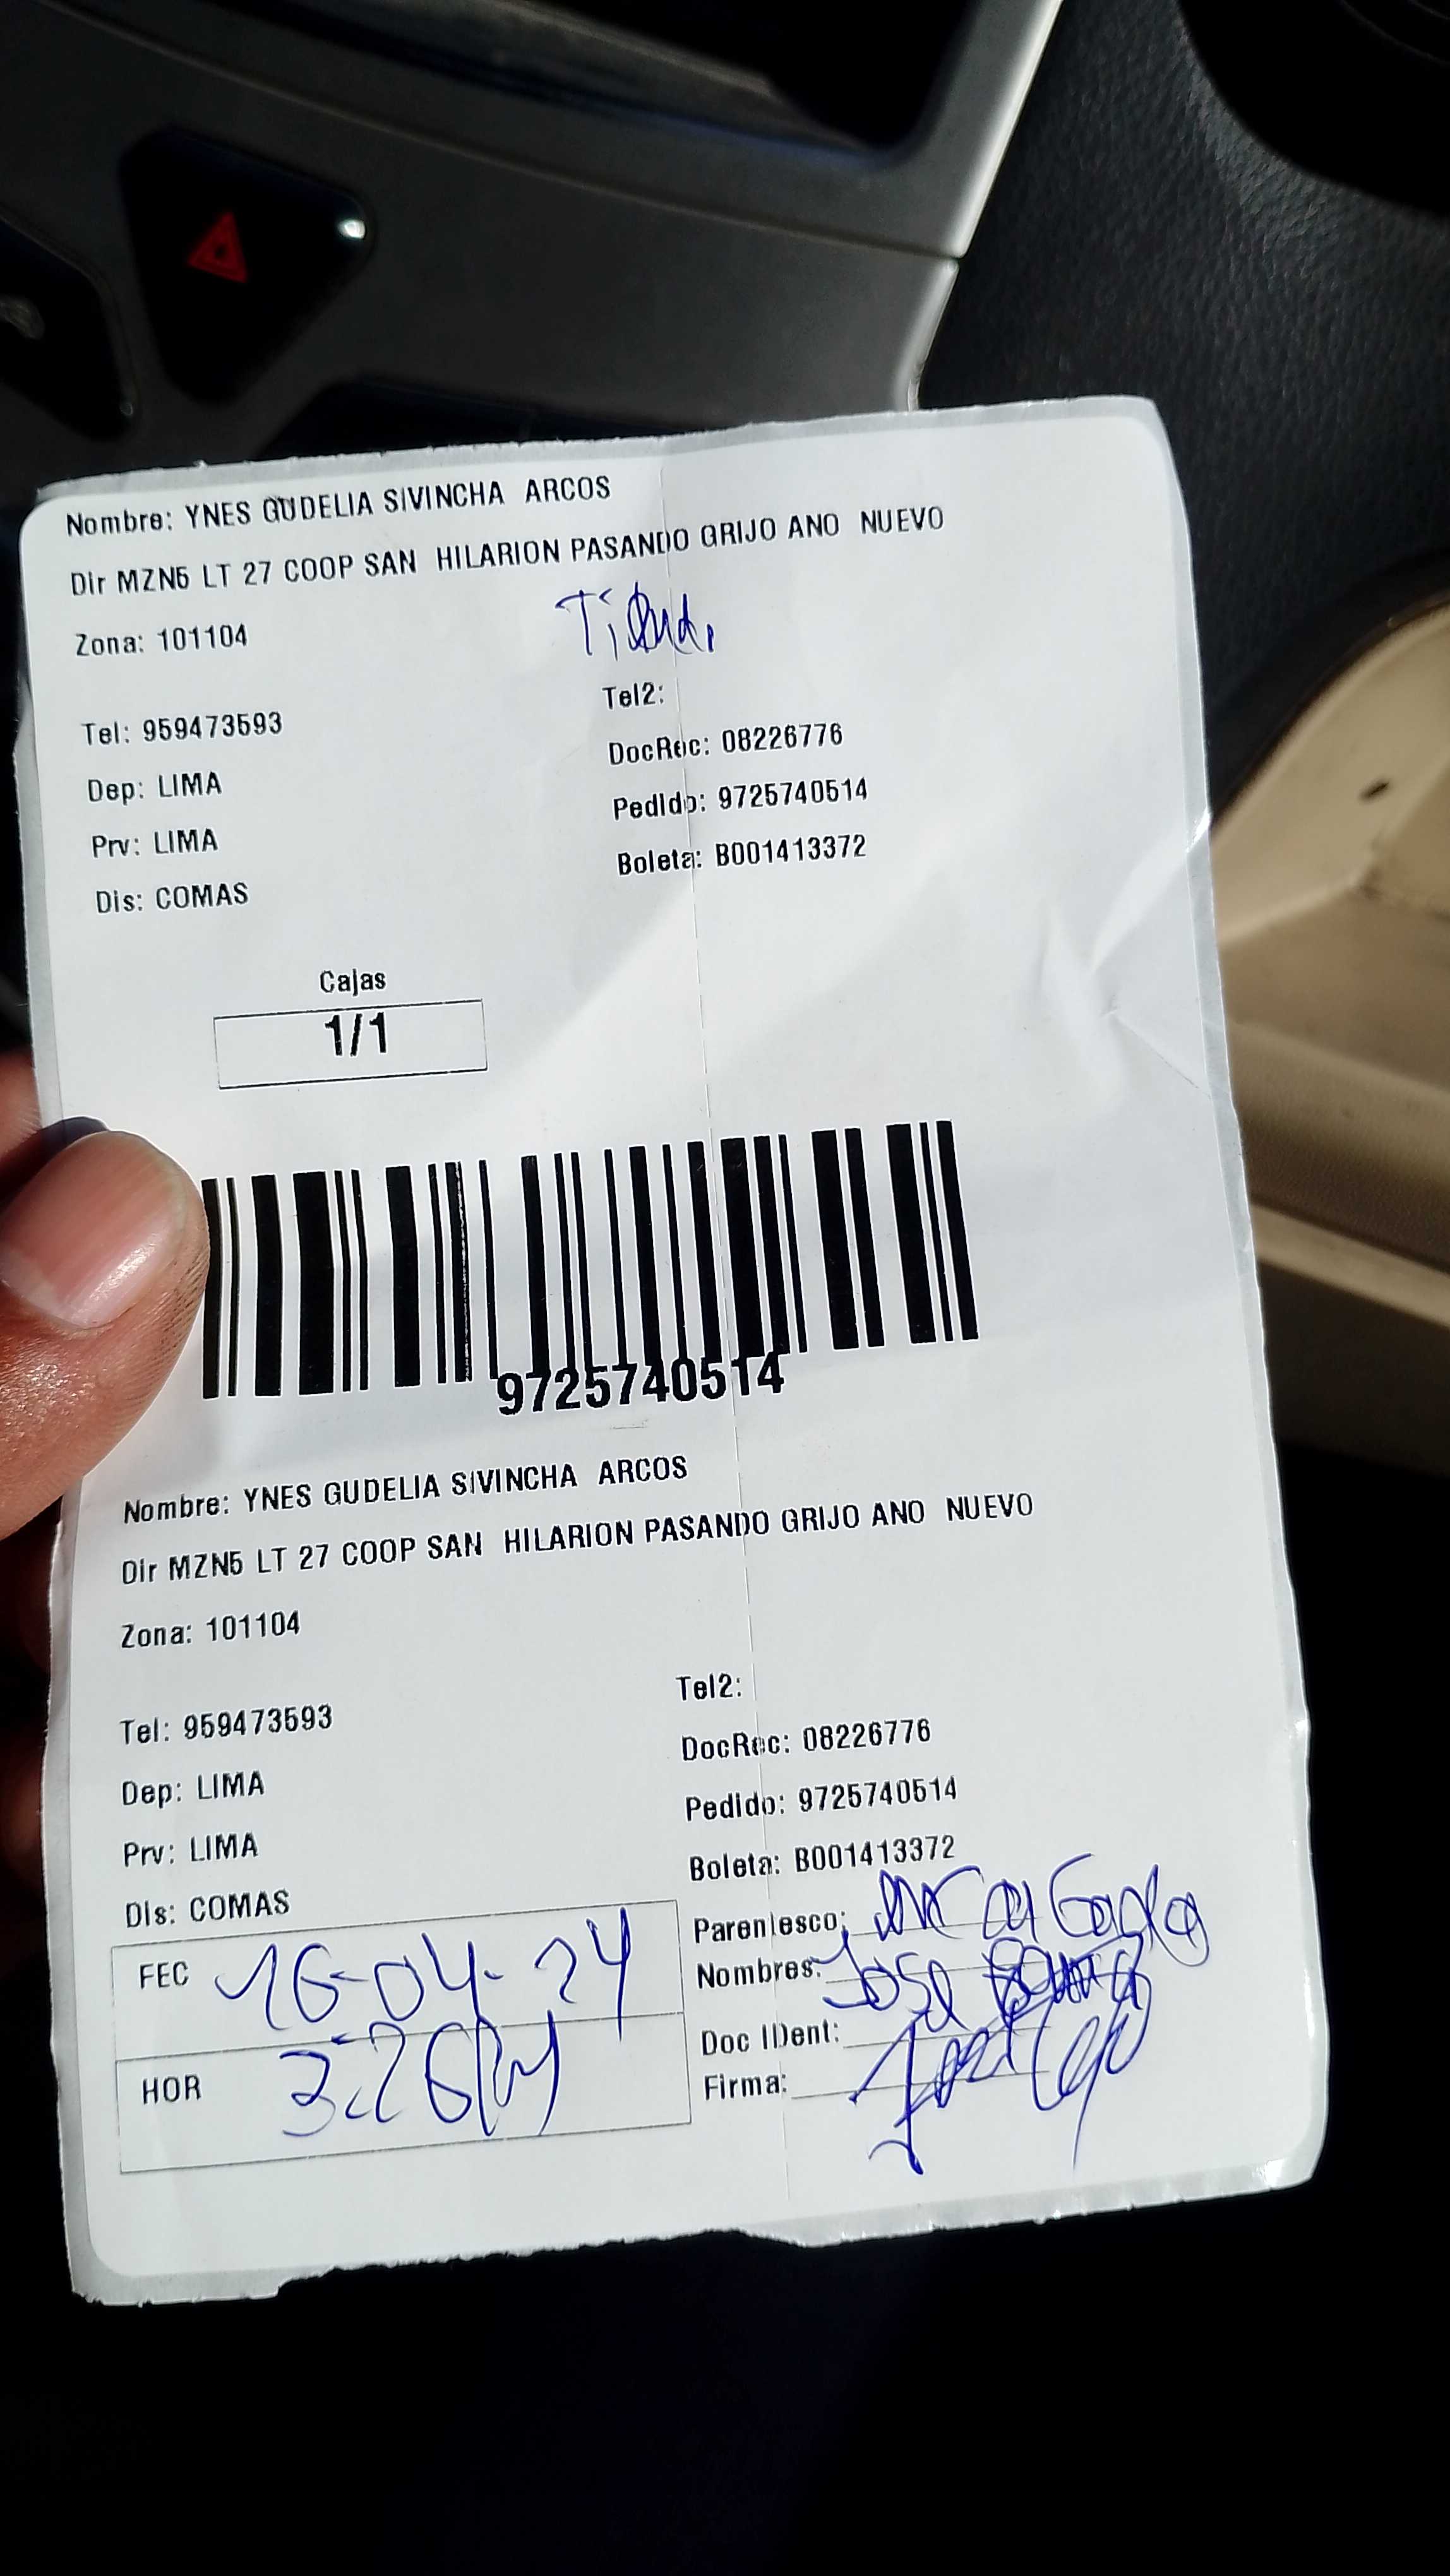 Nombre: YNES GUDELIA SIVINCHA ARCOS
Dir MZN5 LT 27 COOP SAN HILARION PASANDO GRIJO ANO NUEVO
Zona: 101104
Tel2:
Tel: 959473593
DocRec: 08226776
Dep: LIMA
Pedido: 9725740514
Prv: LIMA
Boleta: B001413372
Dis: COMAS
Cajas
1/1
9725740514
Nombre: YNES GUDELIA SIVINCHA ARCOS
Dir MZN5 LT 27 COOP SAN HILARION PASANDO GRIJO ANO NUEVO
Zona: 101104
Tel2:
Tel: 959473593
DocRec: 08226776
Dep: LIMA
Pedido: 9725740514
Prv: LIMA
Boleta: B001413372
Dis: COMAS
Parentesco:
FEC 16-04-24
Nombres: Jose
Doc IDent:
HOR 3:26 PM
Firma: